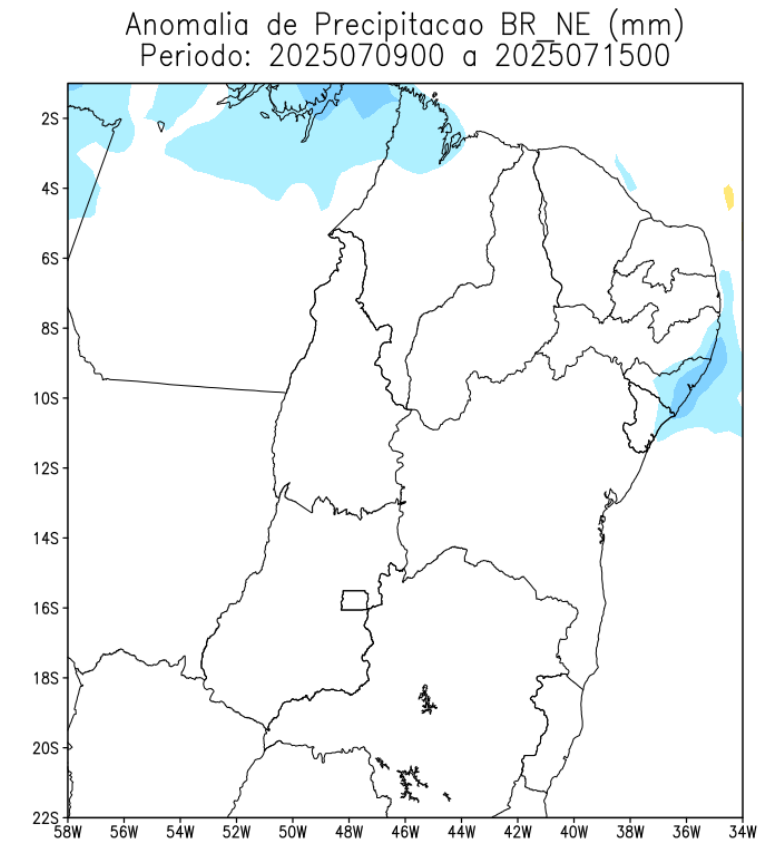 Anomalia de Precipitacao BR_NE (mm)
Periodo: 2025070900 a 2025071500
2S
4S
6S
8S
10S
12S
14S
16S
18S
20S
22S
58W 56W 54W 52W 50W 48W 46W 44W 42W 40W 38W 36W 34W